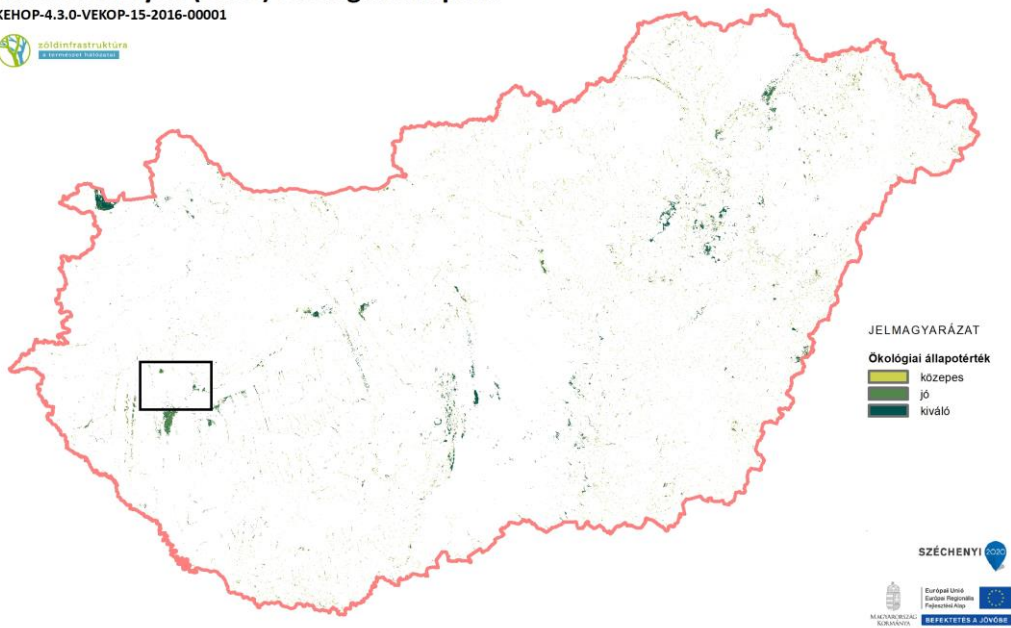 KEHOP-4.3.0-VEKOP-15-2016-00001
zöldinfrastruktúra
a természet hálózatai
JELMAGYARÁZAT
Ökológiai állapotérték
közepes
jó
kiváló
SZÉCHENYI 2020
MAGYARORSZÁG
KORMÁNYA
Európai Unió
Európai Regionális
Fejlesztési Alap
BEFEKTETÉS A JÖVŐBE